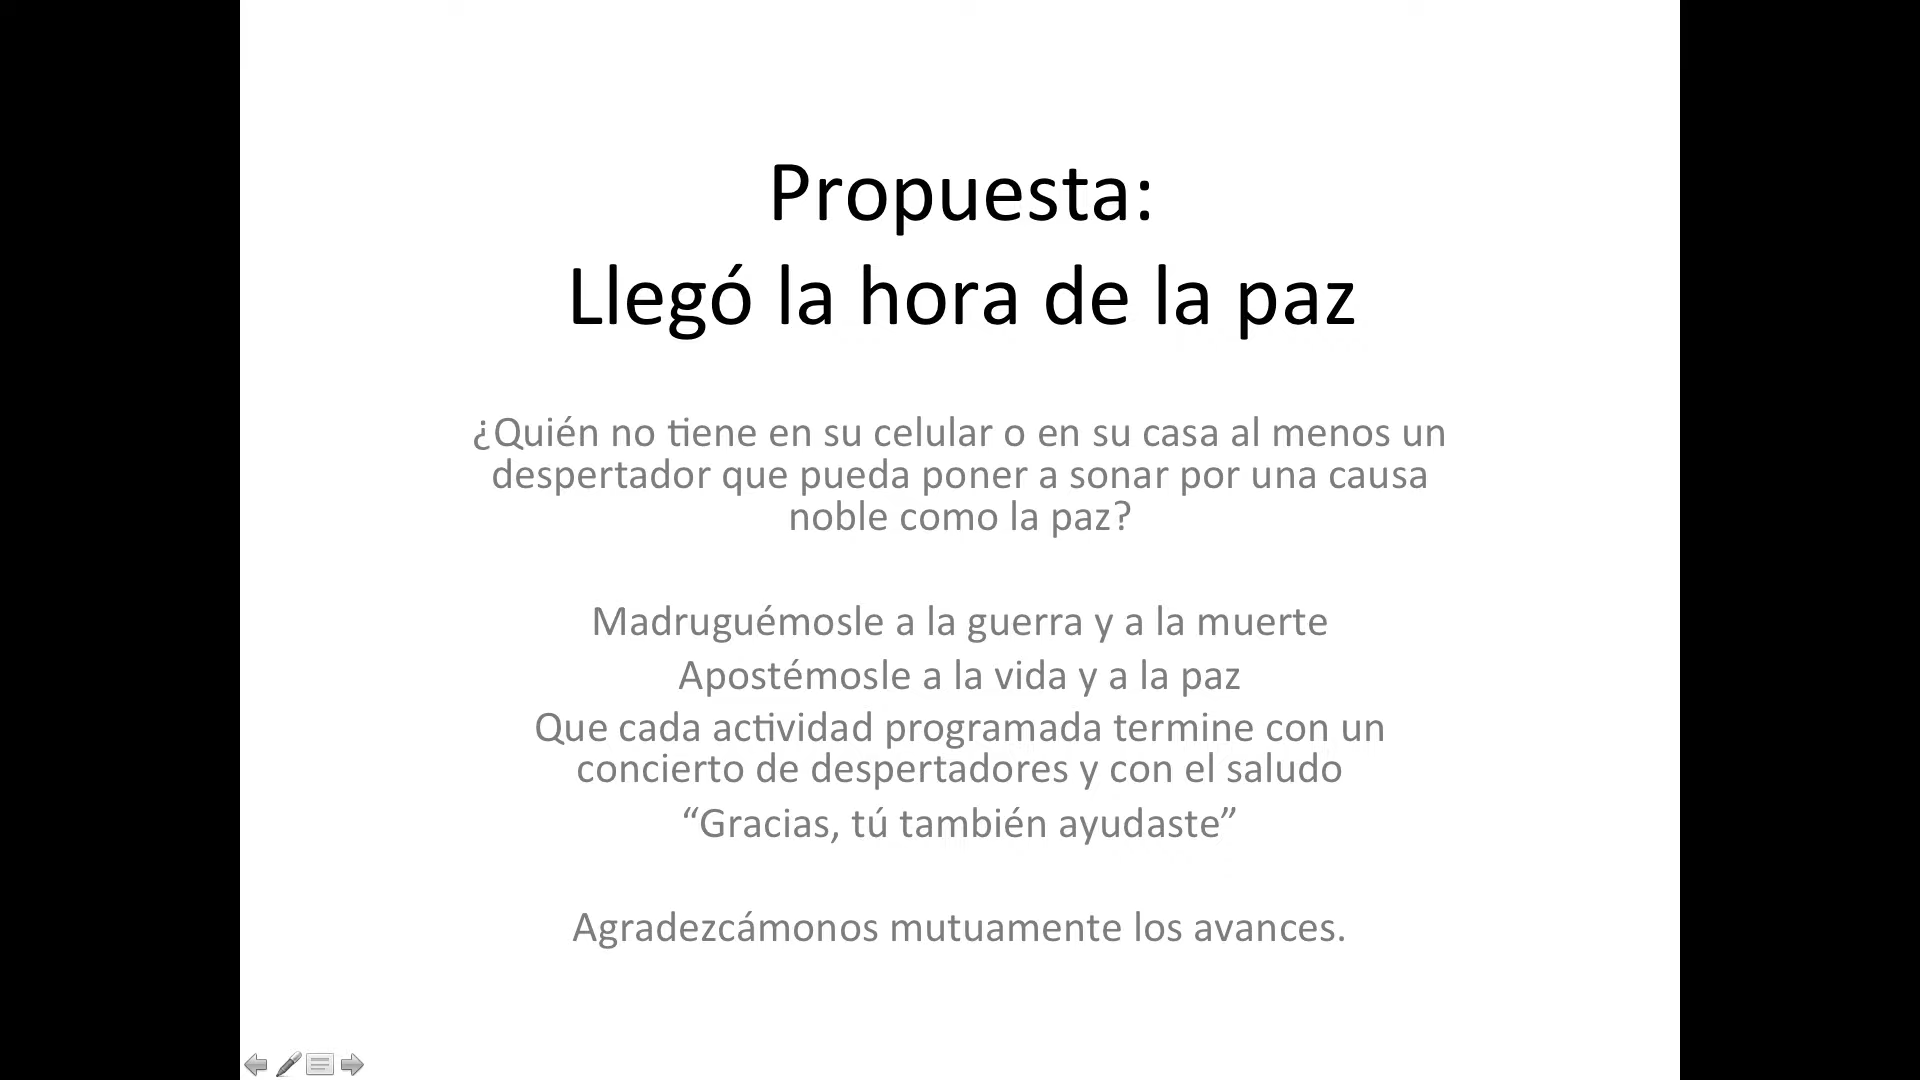 Propuesta:
Llegó la hora de la paz
¿Quién no tiene en su celular o en su casa al menos un
despertador que pueda poner a sonar por una causa
noble como la paz?
Madruguémosle a la guerra y a la muerte
Apostémosle a la vida y a la paz
Que cada actividad programada termine con un
concierto de despertadores y con el saludo
“Gracias, tú también ayudaste”
Agradezcámonos mutuamente los avances.